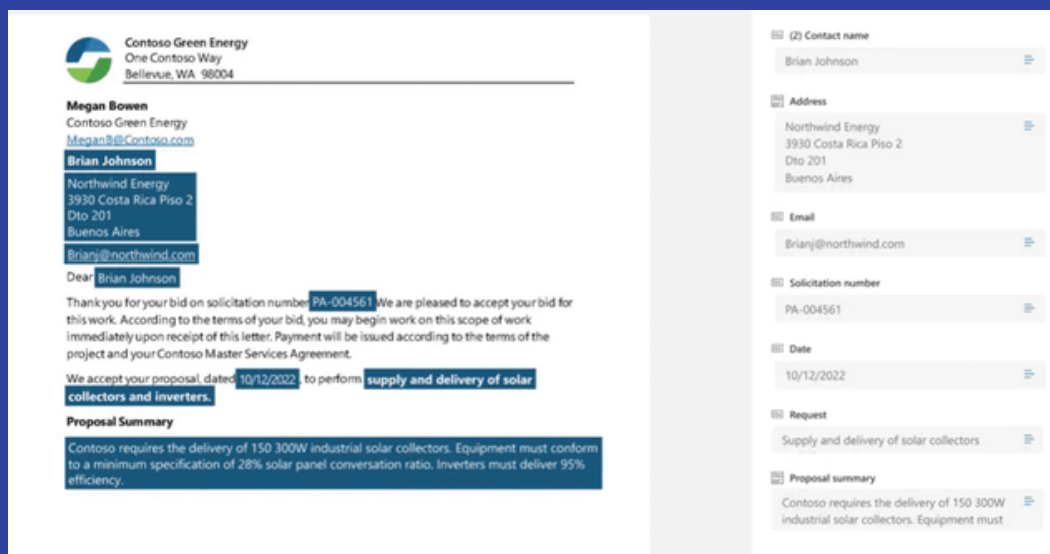 Contoso Green Energy
One Contoso Way
Bellevue, WA 98004
Megan Bowen
Contoso Green Energy
MeganB@Contoso.com
Brian Johnson
Northwind Energy
3930 Costa Rica Piso 2
Dto 201
Buenos Aires
Brianj@northwind.com
Dear Brian Johnson
Thank you for your bid on solicitation number PA-004561 We are pleased to accept your bid for
this work. According to the terms of your bid, you may begin work on this scope of work
immediately upon receipt of this letter. Payment will be issued according to the terms of the
project and your Contoso Master Services Agreement.
We accept your proposal, dated 10/12/2022, to perform supply and delivery of solar
collectors and inverters.
Proposal Summary
Contoso requires the delivery of 150 300W industrial solar collectors. Equipment must conform
to a minimum specification of 28% solar panel conversation ratio. Inverters must deliver 95%
efficiency.
(2) Contact name
Brian Johnson
Address
Northwind Energy
3930 Costa Rica Piso 2
Dto 201
Buenos Aires
Email
Brianj@northwind.com
Solicitation number
PA-004561
Date
10/12/2022
Request
Supply and delivery of solar collectors
Proposal summary
Contoso requires the delivery of 150 300W
industrial solar collectors. Equipment must